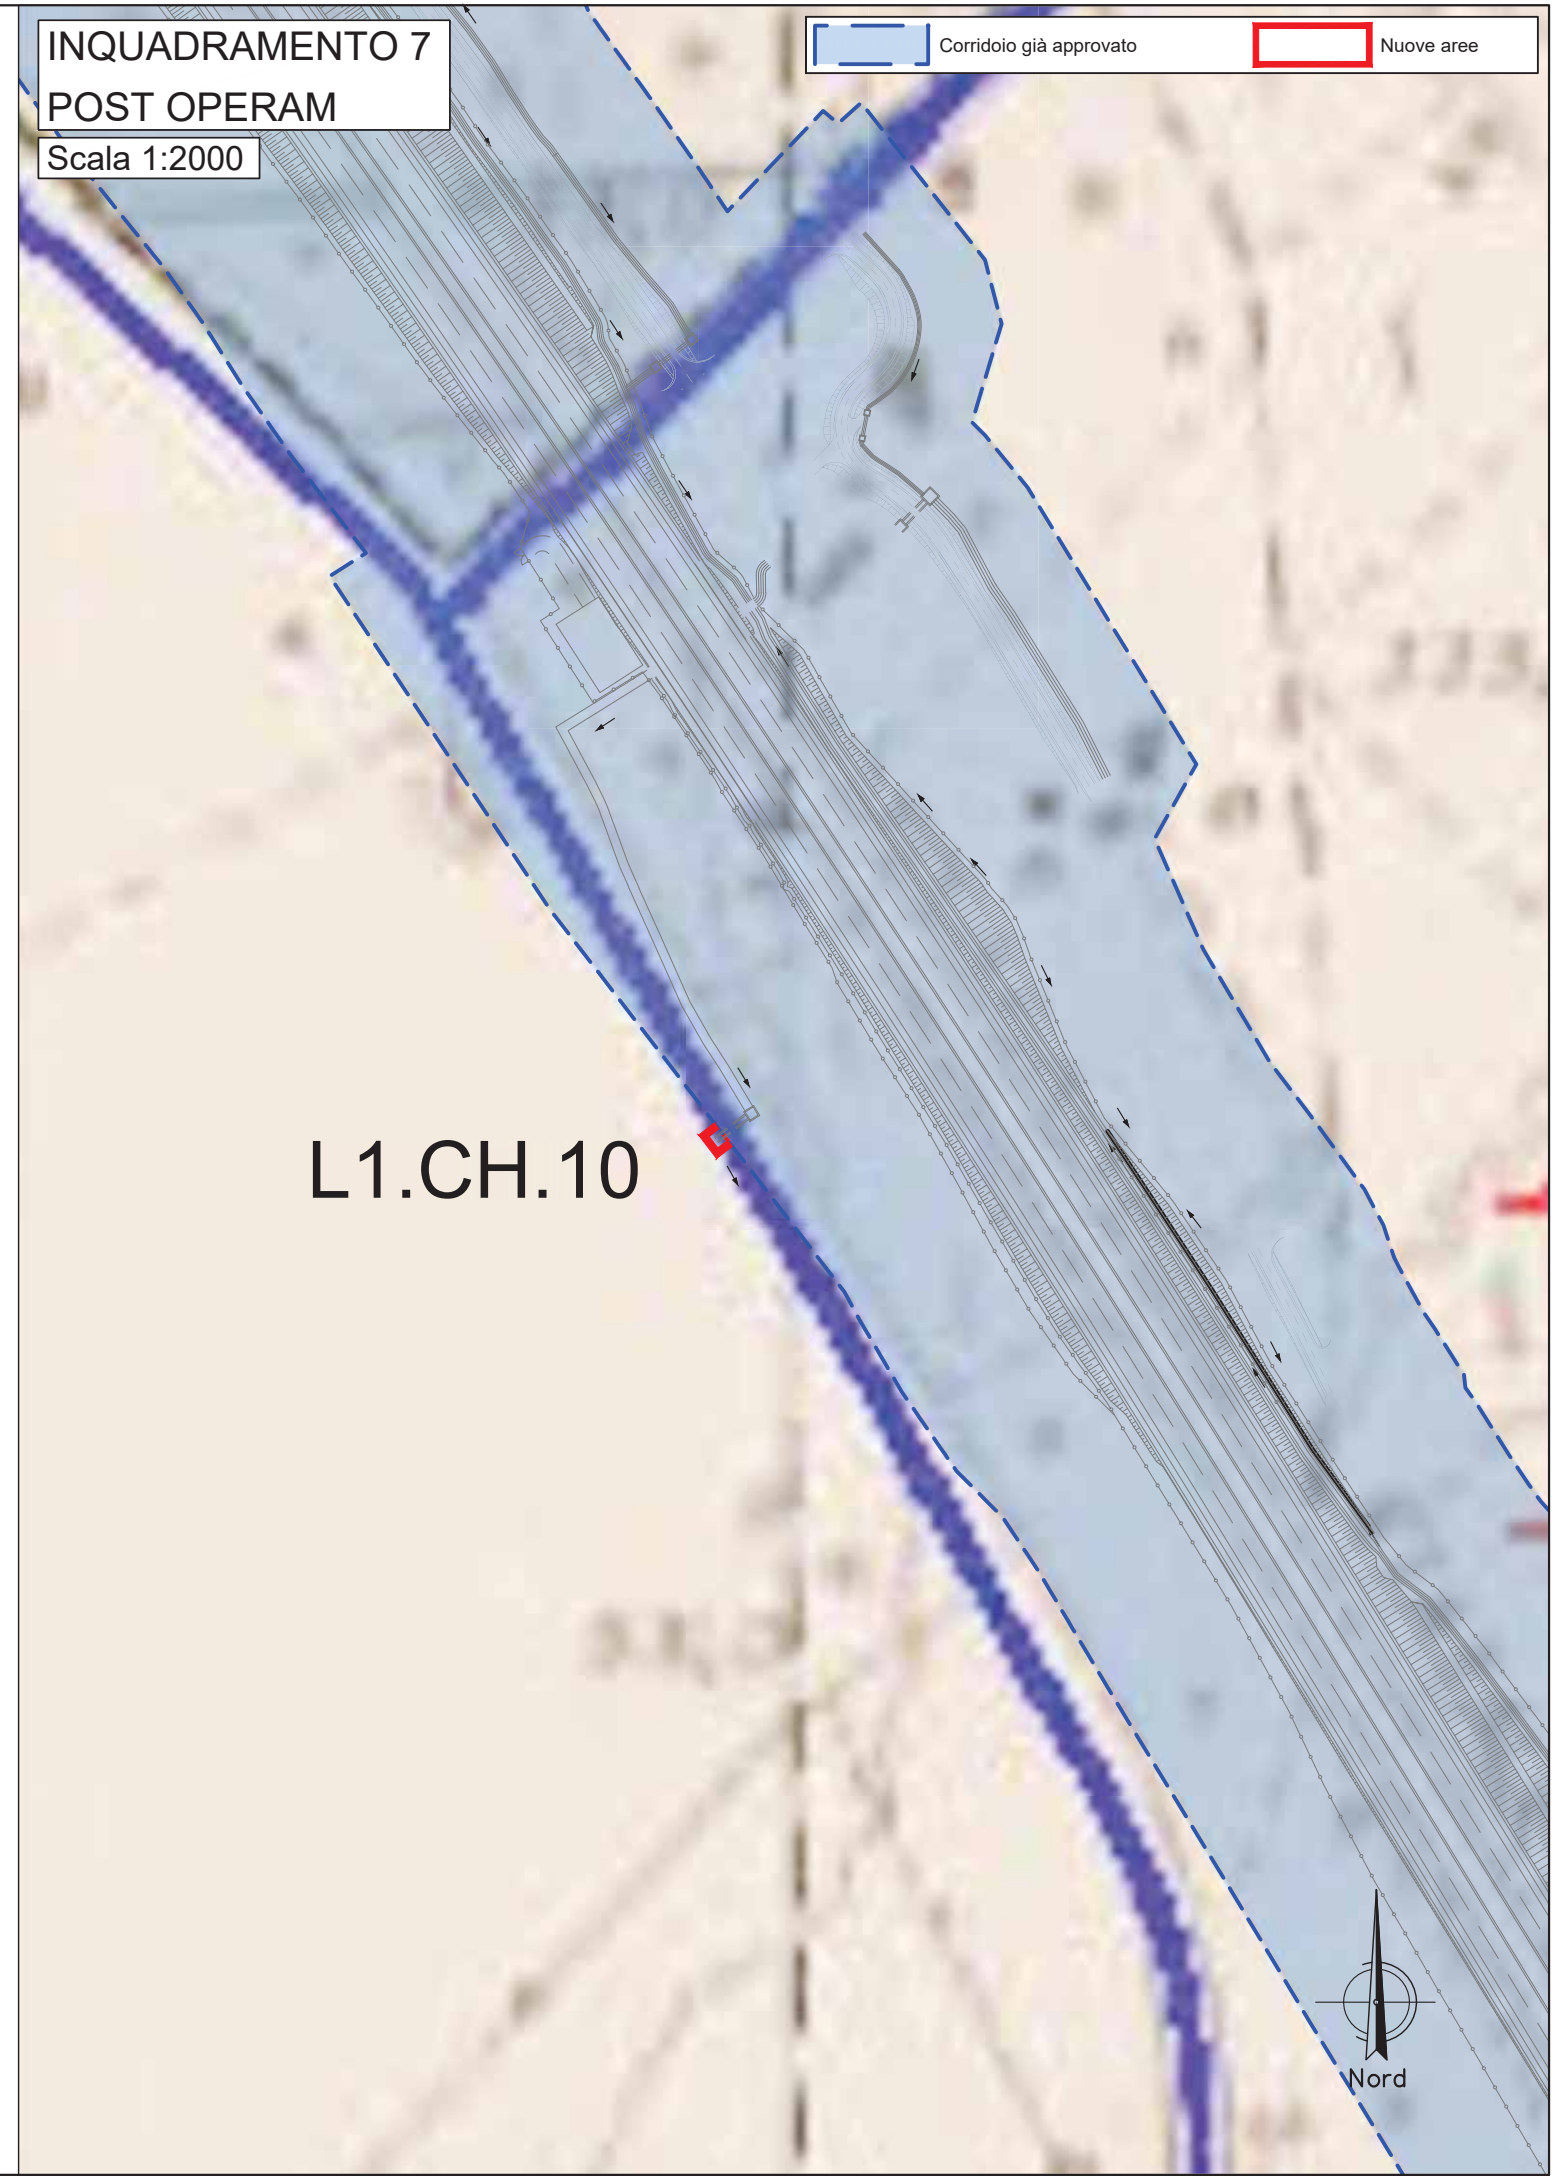 INQUADRAMENTO 7
POST OPERAM
Scala 1:2000
Corridoio già approvato
Nuove aree
L1.CH.10
Nord